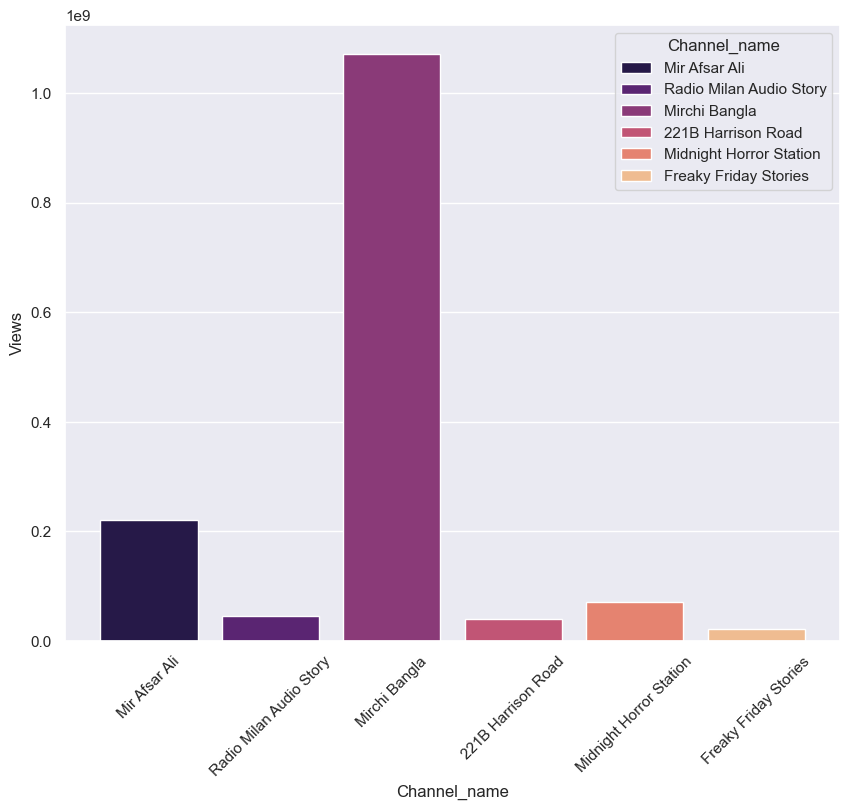 1e9
1.0
0.8
0.6
0.4
0.2
0.0
Views
Channel_name
Mir Afsar Ali
Radio Milan Audio Story
Mirchi Bangla
221B Harrison Road
Midnight Horror Station
Freaky Friday Stories
Mir Afsar Ali
Radio Milan Audio Story
Mirchi Bangla
221B Harrison Road
Midnight Horror Station
Freaky Friday Stories
Channel_name